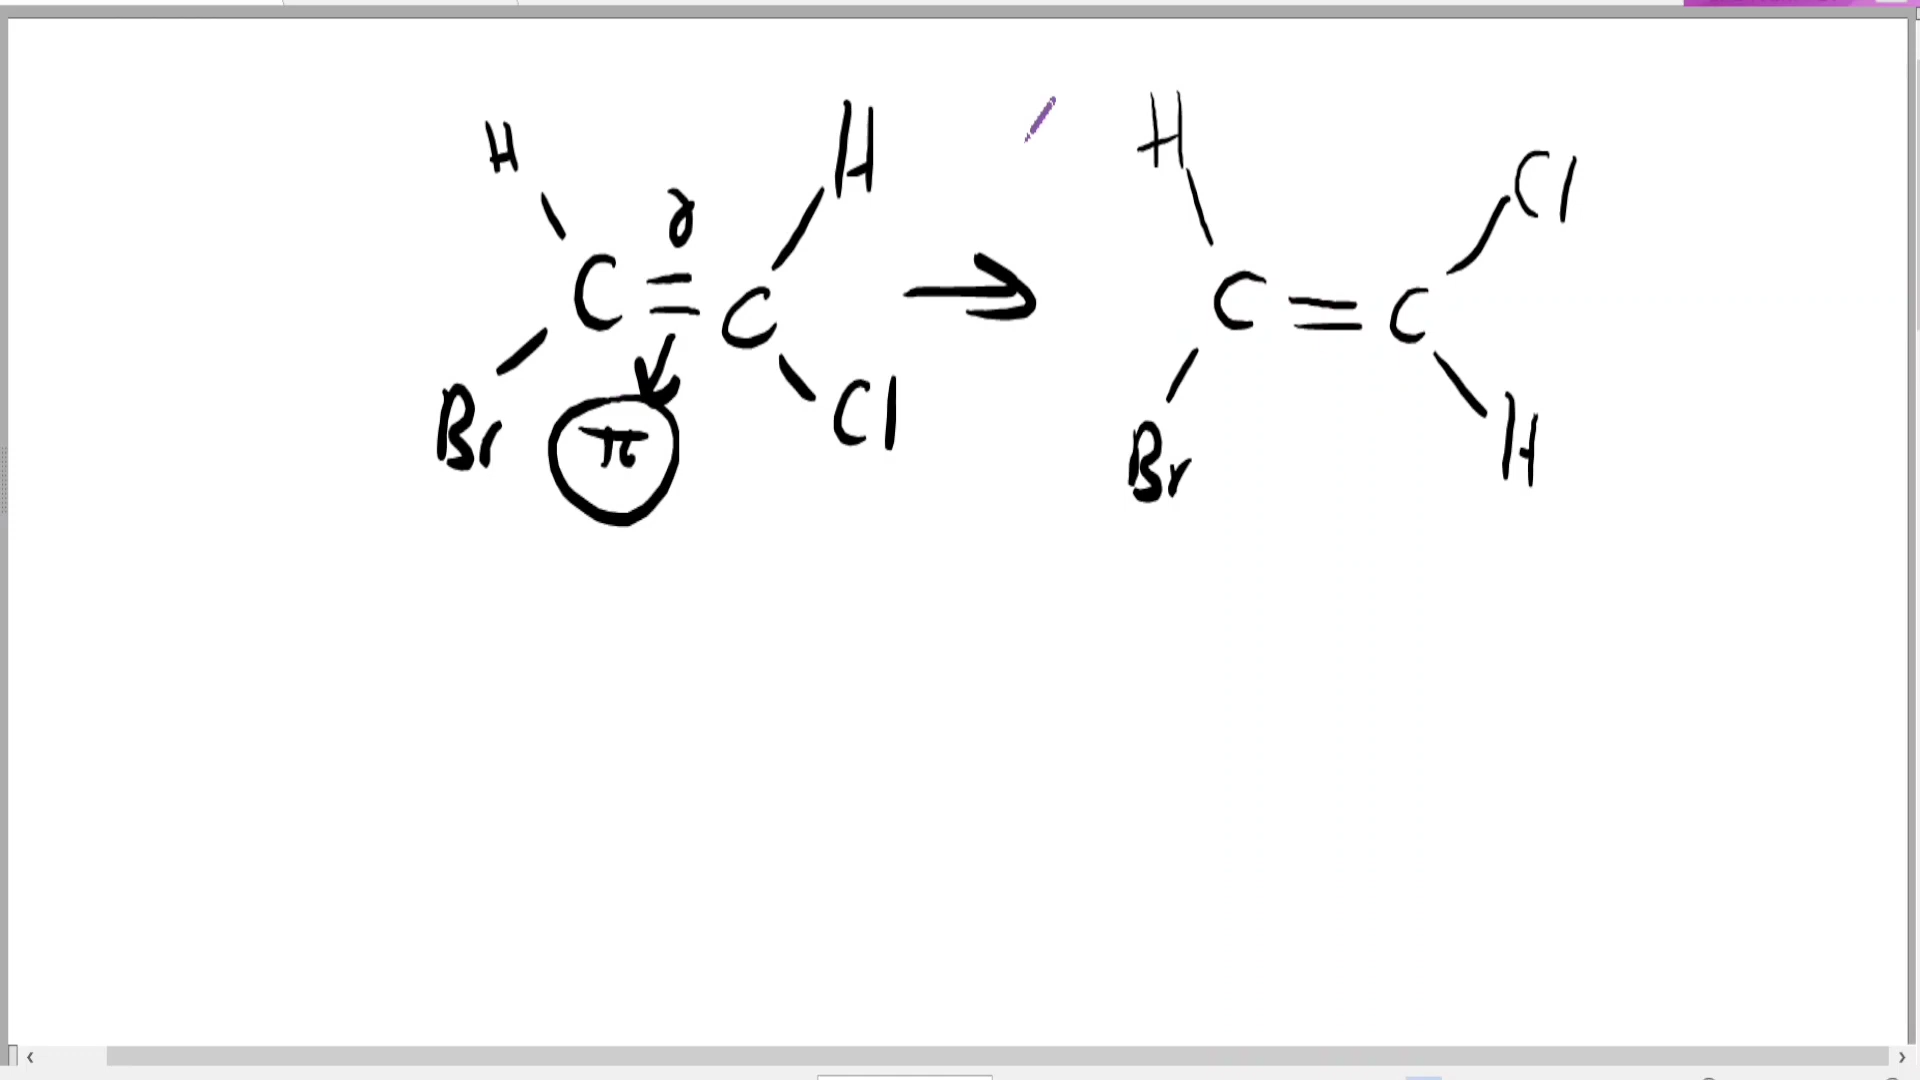 H H H Cl
C = C → C = C
Br Cl Br H
π